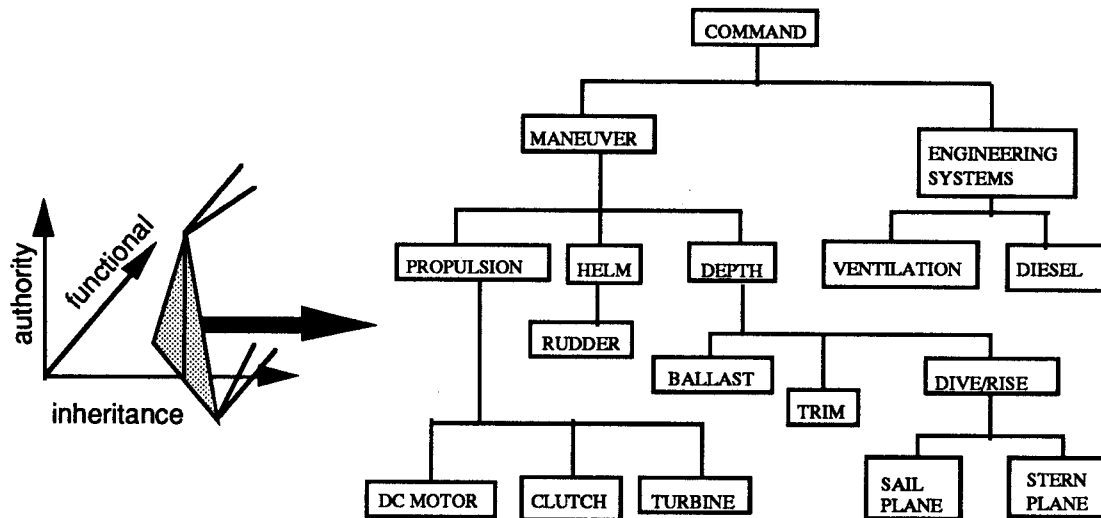 COMMAND
MANEUVER
ENGINEERING
SYSTEMS
PROPULSION
HELM
DEPTH
VENTILATION
DIESEL
RUDDER
BALLAST
TRIM
DIVE/RISE
DC MOTOR
CLUTCH
TURBINE
SAIL
PLANE
STERN
PLANE
authority
functional
inheritance